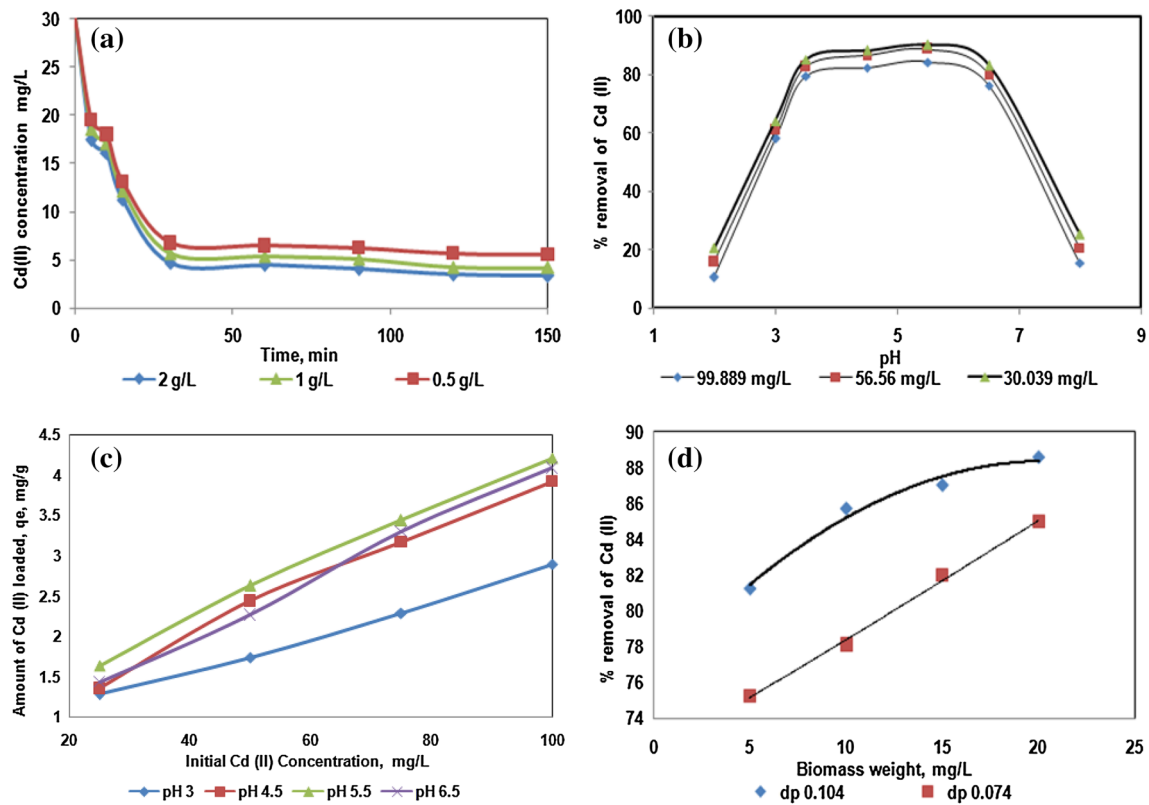 (a)
Cd(II) concentration mg/L
30
25
20
15
10
5
0
0 50 100 150
Time, min
2 g/L 1 g/L 0.5 g/L
(b)
% removal of Cd (II)
100
80
60
40
20
0
1 3 5 7 9
pH
99.889 mg/L 56.56 mg/L 30.039 mg/L
(c)
Amount of Cd (II) loaded, qe, mg/g
4.5
4
3.5
3
2.5
2
1.5
1
20 40 60 80 100
Initial Cd (II) Concentration, mg/L
pH 3 pH 4.5 pH 5.5 pH 6.5
(d)
% removal of Cd (II)
90
88
86
84
82
80
78
76
74
0 5 10 15 20 25
Biomass weight, mg/L
dp 0.104 dp 0.074